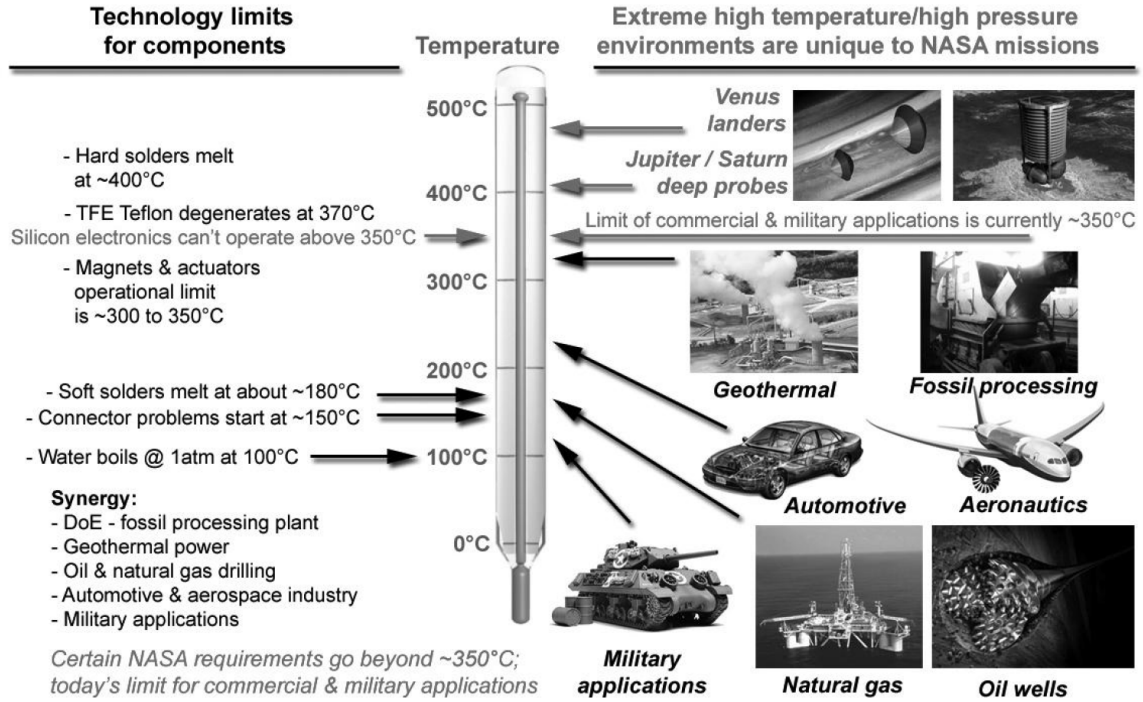 Technology limits
for components
Temperature
Extreme high temperature/high pressure
environments are unique to NASA missions
500°C
400°C
300°C
200°C
100°C
0°C
- Hard solders melt
at ~400°C
- TFE Teflon degenerates at 370°C
Silicon electronics can't operate above 350°C
- Magnets & actuators
operational limit
is ~300 to 350°C
- Soft solders melt at about ~180°C
- Connector problems start at ~150°C
- Water boils @ 1atm at 100°C
Synergy:
- DoE - fossil processing plant
- Geothermal power
- Oil & natural gas drilling
- Automotive & aerospace industry
- Military applications
Certain NASA requirements go beyond ~350°C;
today's limit for commercial & military applications
Venus
landers
Jupiter / Saturn
deep probes
Limit of commercial & military applications is currently ~350°C
Geothermal
Fossil processing
Automotive
Aeronautics
Military
applications
Natural gas
Oil wells